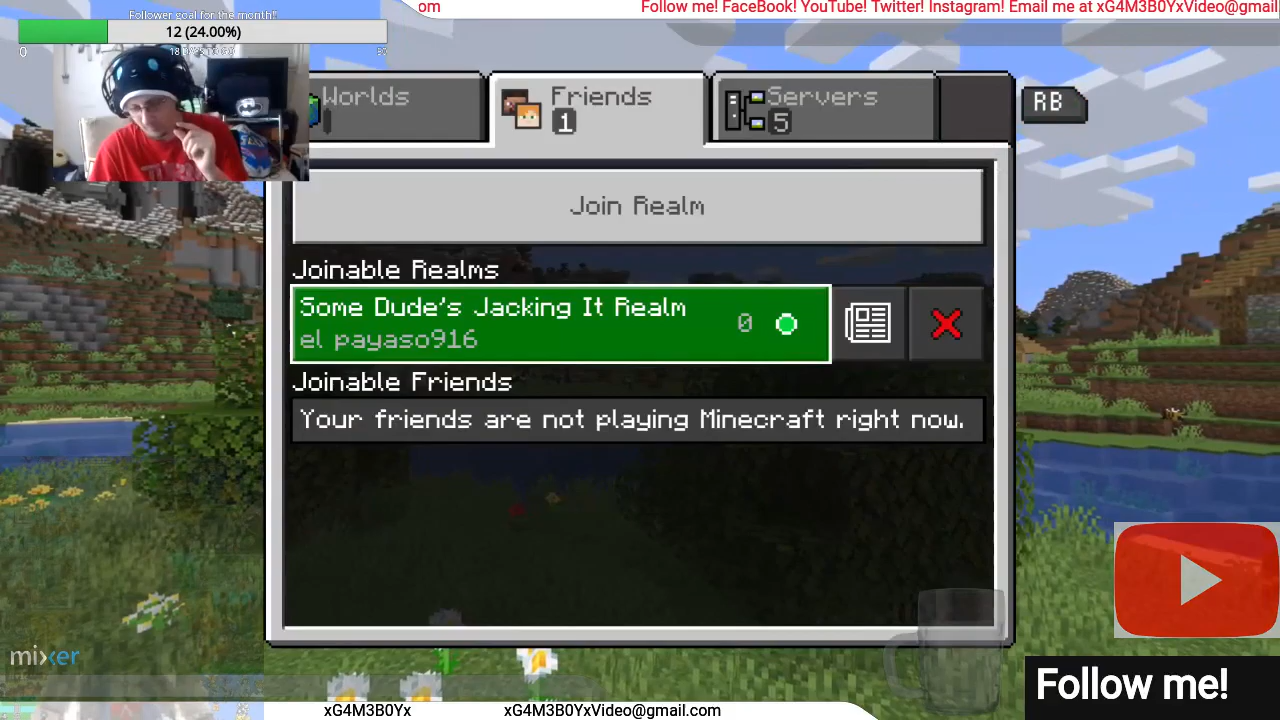 Follower goal for the month!!
12 (24.00%)
0
om
Follow me! FaceBook! YouTube! Twitter! Instagram! Email me at xG4M3B0YxVideo@gmail
Worlds
Friends
1
Servers
5
RB
Join Realm
Joinable Realms
Some Dude's Jacking It Realm
el payaso916
0
Joinable Friends
Your friends are not playing Minecraft right now.
mixer
Follow me!
xG4M3B0Yx
xG4M3B0YxVideo@gmail.com